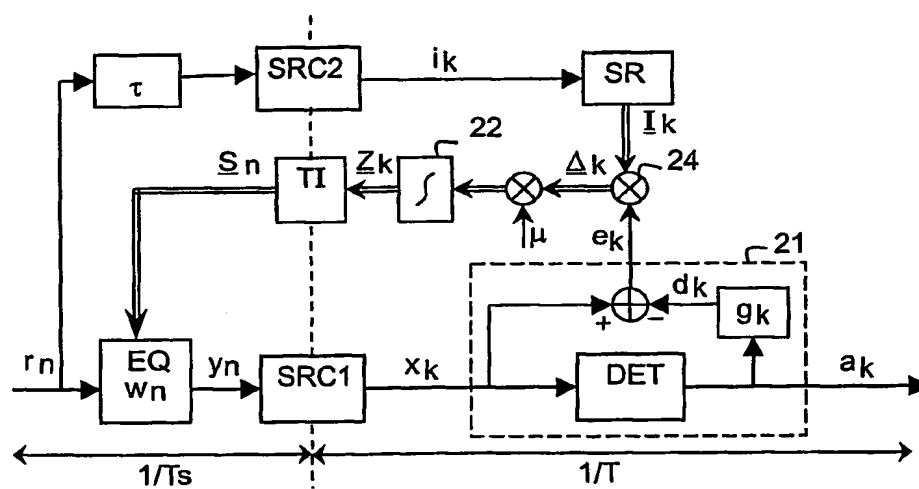 τ
SRC2
ik
SR
Ik
22
24
Sn
TI
Zk
∫
Δk
μ
ek
21
dk
gk
+
−
rn
EQ
wn
yn
SRC1
xk
DET
ak
1/Ts
1/T